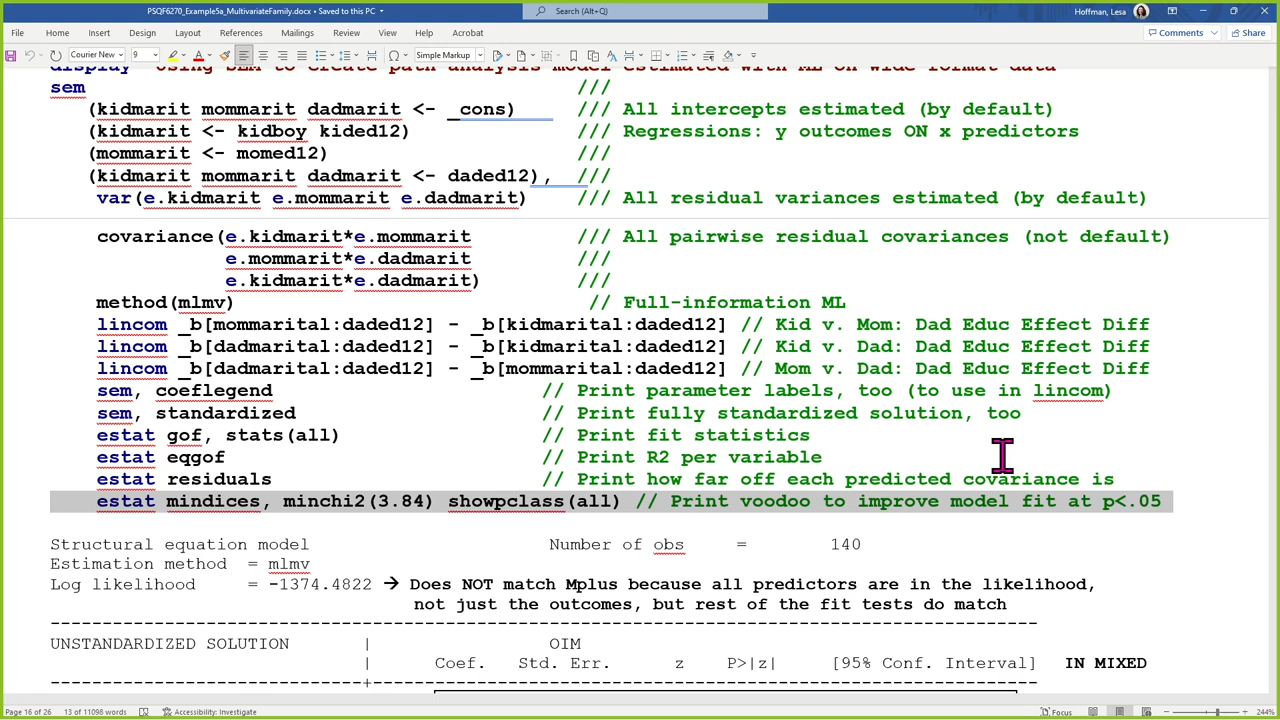 PSQF6270_Example5a_MultivariateFamily.docx • Saved to this PC
Search (Alt+Q)
Hoffman, Lesa
File Home Insert Design Layout References Mailings Review View Help Acrobat
Comments Share
Courier New 9 Simple Markup
display "Using SEM to create path analysis model estimated with ML on wide format data"
sem ///
(kidmarit mommarit dadmarit <- _cons) /// All intercepts estimated (by default)
(kidmarit <- kidboy kided12) /// Regressions: y outcomes ON x predictors
(mommarit <- momed12) ///
(kidmarit mommarit dadmarit <- daded12), ///
var(e.kidmarit e.mommarit e.dadmarit) /// All residual variances estimated (by default)
covariance(e.kidmarit*e.mommarit /// All pairwise residual covariances (not default)
e.mommarit*e.dadmarit ///
e.kidmarit*e.dadmarit) ///
method(mlmv) // Full-information ML
lincom _b[mommarital:daded12] - _b[kidmarital:daded12] // Kid v. Mom: Dad Educ Effect Diff
lincom _b[dadmarital:daded12] - _b[kidmarital:daded12] // Kid v. Dad: Dad Educ Effect Diff
lincom _b[dadmarital:daded12] - _b[mommarital:daded12] // Mom v. Dad: Dad Educ Effect Diff
sem, coeflegend // Print parameter labels, too (to use in lincom)
sem, standardized // Print fully standardized solution, too
estat gof, stats(all) // Print fit statistics
estat eqgof // Print R2 per variable
estat residuals // Print how far off each predicted covariance is
estat mindices, minchi2(3.84) showpclass(all) // Print voodoo to improve model fit at p<.05
Structural equation model Number of obs = 140
Estimation method = mlmv
Log likelihood = -1374.4822 → Does NOT match Mplus because all predictors are in the likelihood,
not just the outcomes, but rest of the fit tests do match
------------------------------------------------------------------------------
UNSTANDARDIZED SOLUTION | OIM
| Coef. Std. Err. z P>|z| [95% Conf. Interval] IN MIXED
-------------------------+----------------------------------------------------
Page 16 of 26 13 of 11098 words Accessibility: Investigate Focus 244%